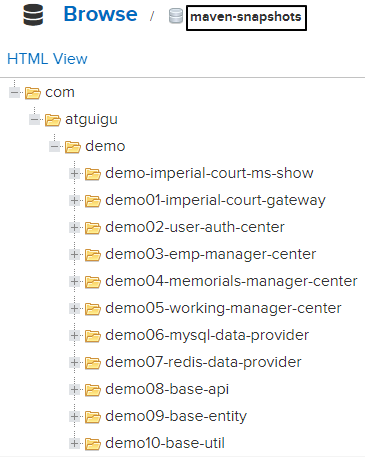 Browse / maven-snapshots
HTML View
com
atguigu
demo
demo-imperial-court-ms-show
demo01-imperial-court-gateway
demo02-user-auth-center
demo03-emp-manager-center
demo04-memorials-manager-center
demo05-working-manager-center
demo06-mysql-data-provider
demo07-redis-data-provider
demo08-base-api
demo09-base-entity
demo10-base-util